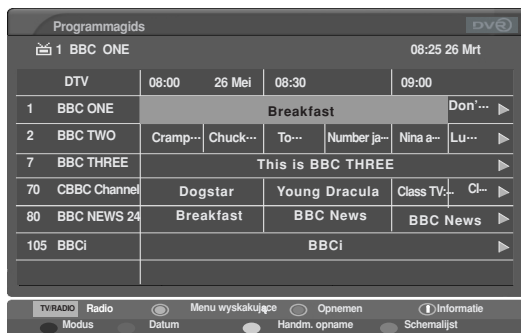 Programmagids DVR
1 BBC ONE 08:25 26 Mrt
DTV 08:00 26 Mei 08:30 09:00
1 BBC ONE Breakfast Don'...
2 BBC TWO Cramp... Chuck... To... Number ja... Nina a... Lu...
7 BBC THREE This is BBC THREE
70 CBBC Channel Dogstar Young Dracula Class TV:... Cl...
80 BBC NEWS 24 Breakfast BBC News BBC News
105 BBCi BBCi
TV/RADIO Radio Menu wyskakujące Opnemen i Informatie
Modus Datum Handm. opname Schemalijst